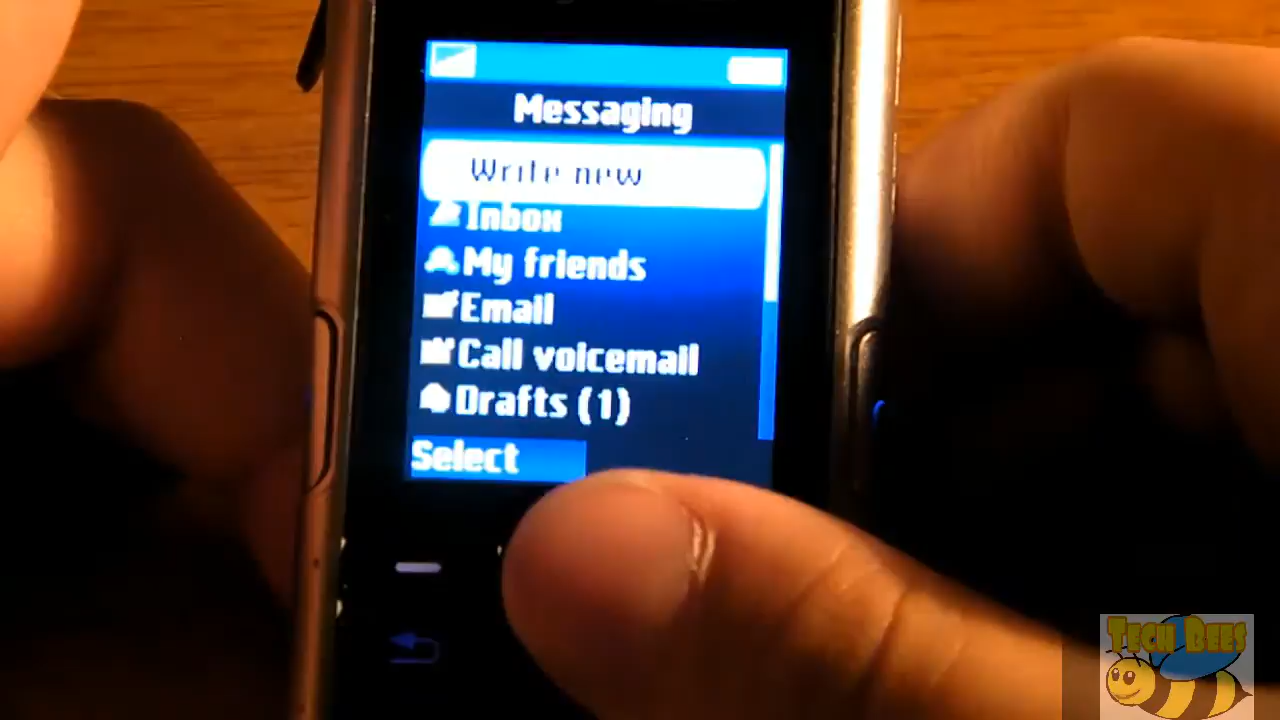 Messaging
Write new
Inbox
My friends
Email
Call voicemail
Drafts (1)
Select
TECH BEES